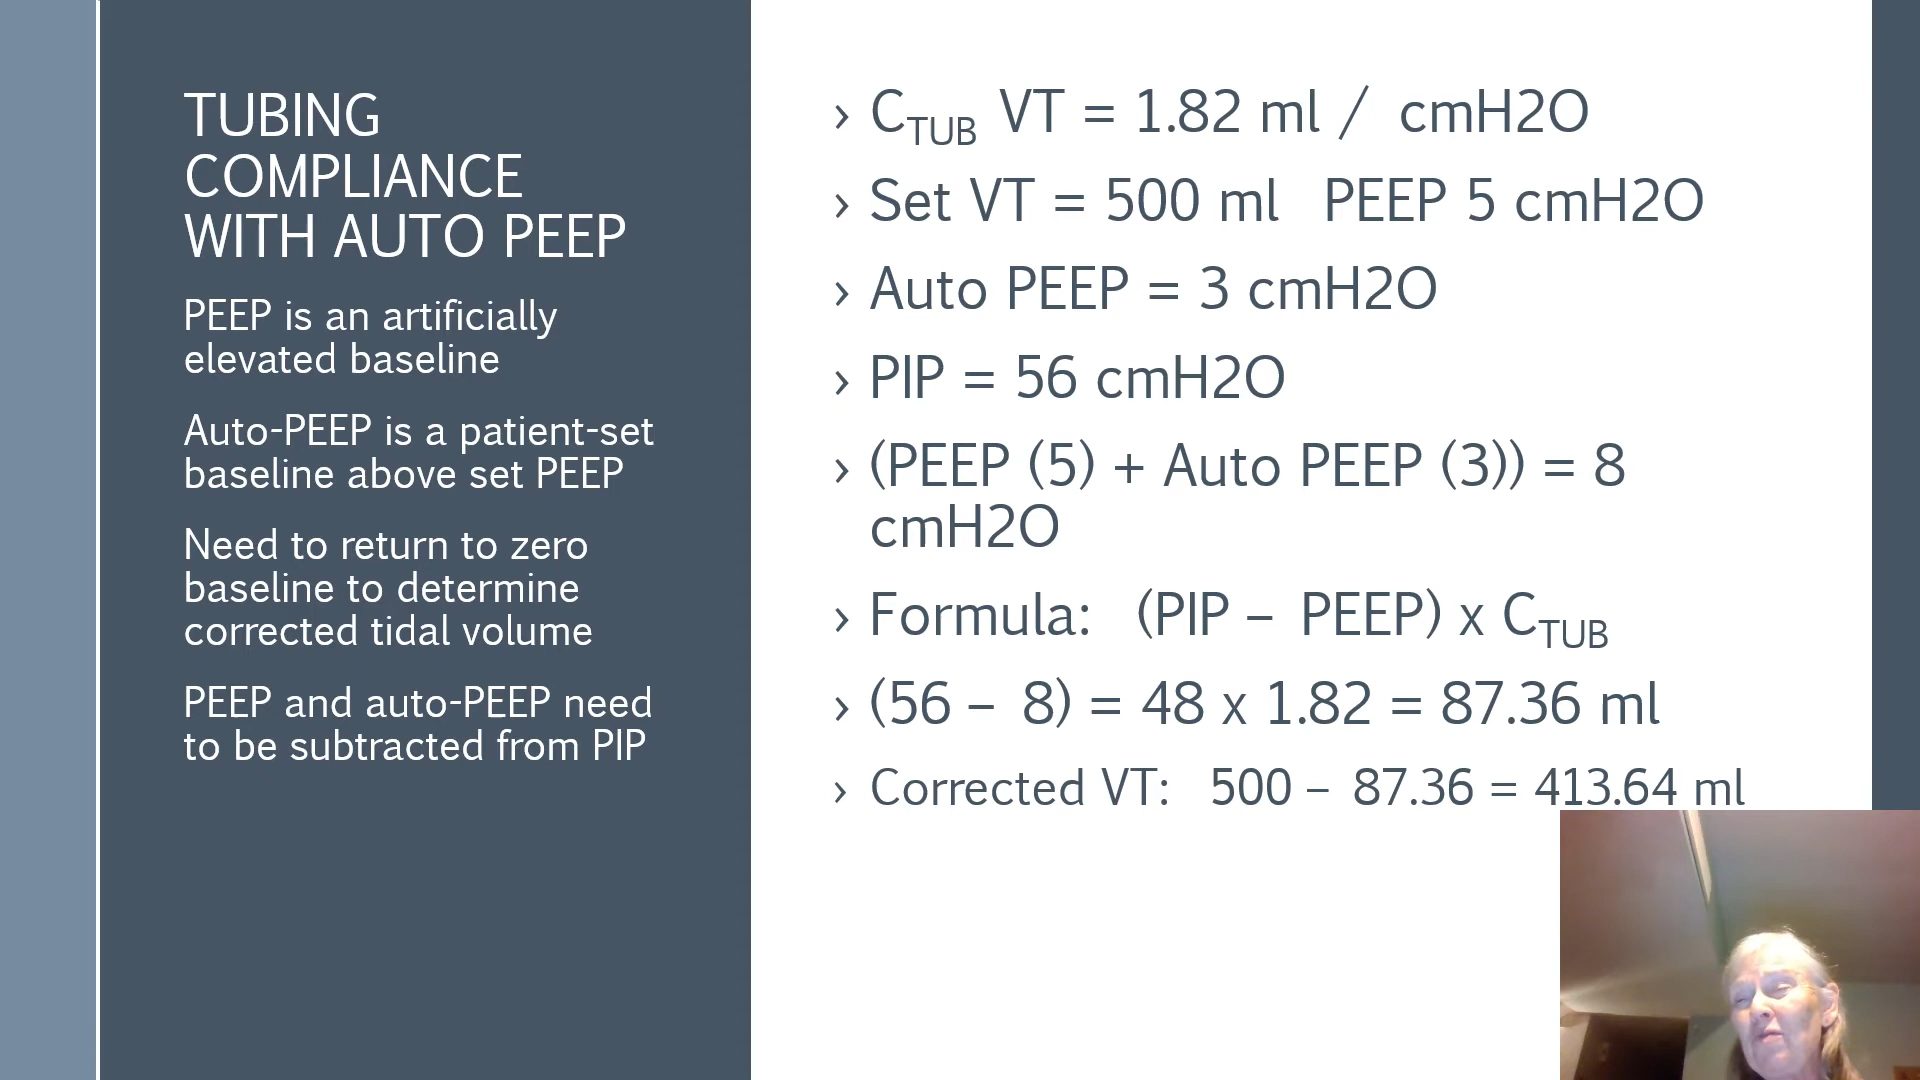 TUBING
COMPLIANCE
WITH AUTO PEEP
PEEP is an artificially
elevated baseline
Auto-PEEP is a patient-set
baseline above set PEEP
Need to return to zero
baseline to determine
corrected tidal volume
PEEP and auto-PEEP need
to be subtracted from PIP
› CTUB VT = 1.82 ml / cmH2O
› Set VT = 500 ml PEEP 5 cmH2O
› Auto PEEP = 3 cmH2O
› PIP = 56 cmH2O
› (PEEP (5) + Auto PEEP (3)) = 8
cmH2O
› Formula: (PIP – PEEP) x CTUB
› (56 – 8) = 48 x 1.82 = 87.36 ml
› Corrected VT: 500 – 87.36 = 413.64 ml